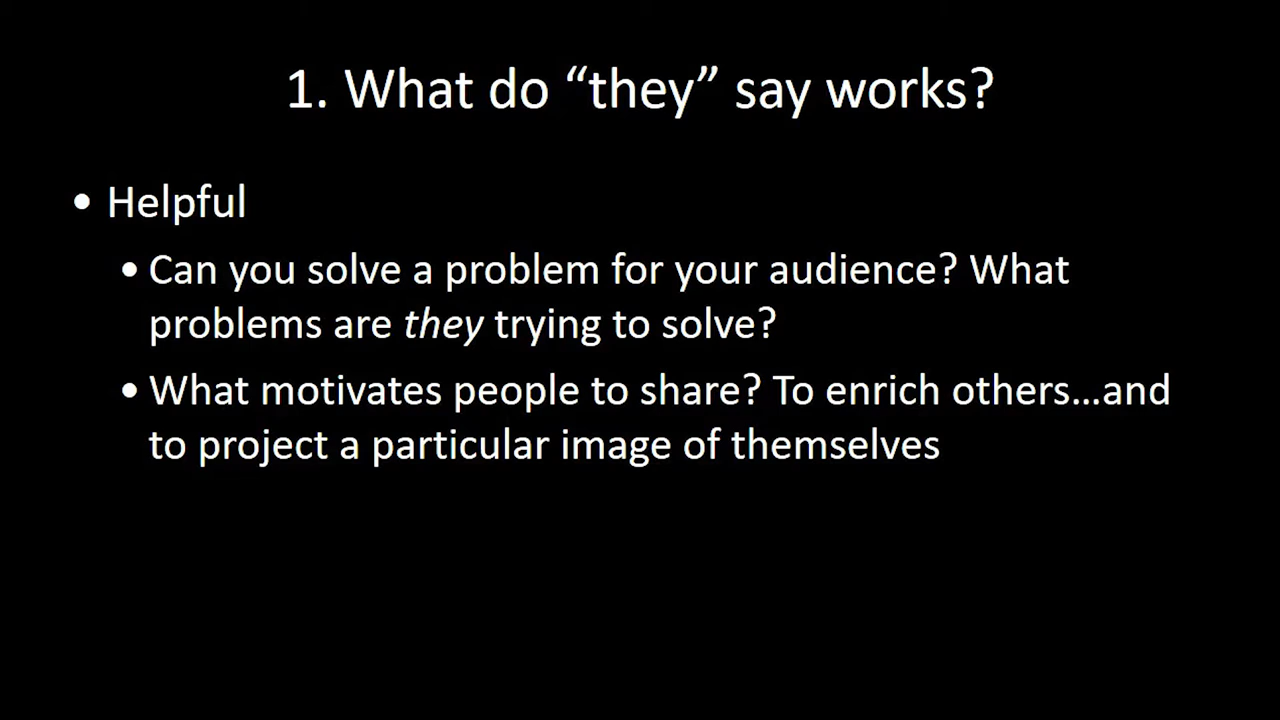 1. What do “they” say works?
• Helpful
• Can you solve a problem for your audience? What
problems are they trying to solve?
• What motivates people to share? To enrich others…and
to project a particular image of themselves